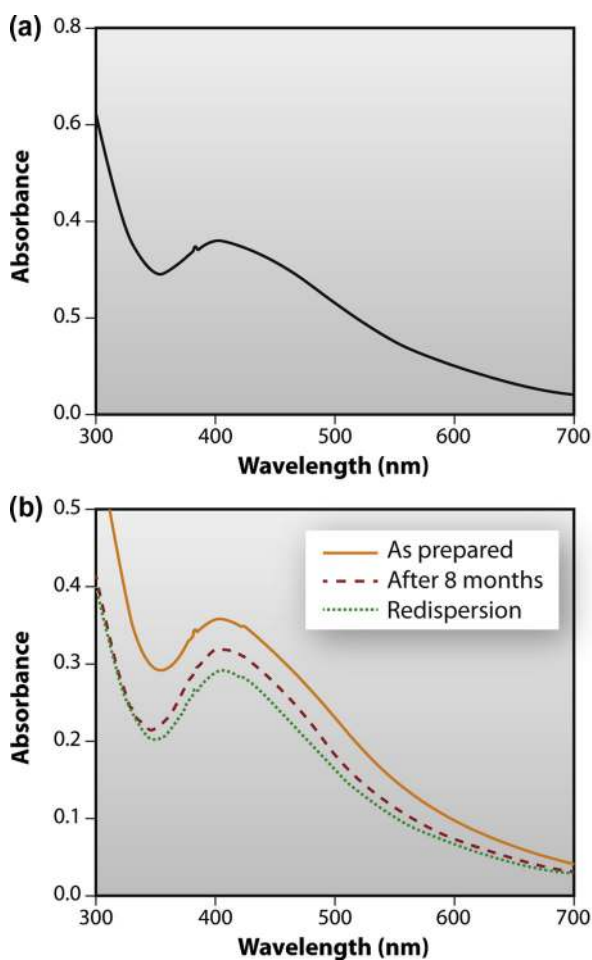 (a)
0.8
0.6
0.4
0.5
0.0
Absorbance
300 400 500 600 700
Wavelength (nm)
(b)
0.5
0.4
0.3
0.2
0.1
0.0
Absorbance
As prepared
After 8 months
Redispersion
300 400 500 600 700
Wavelength (nm)